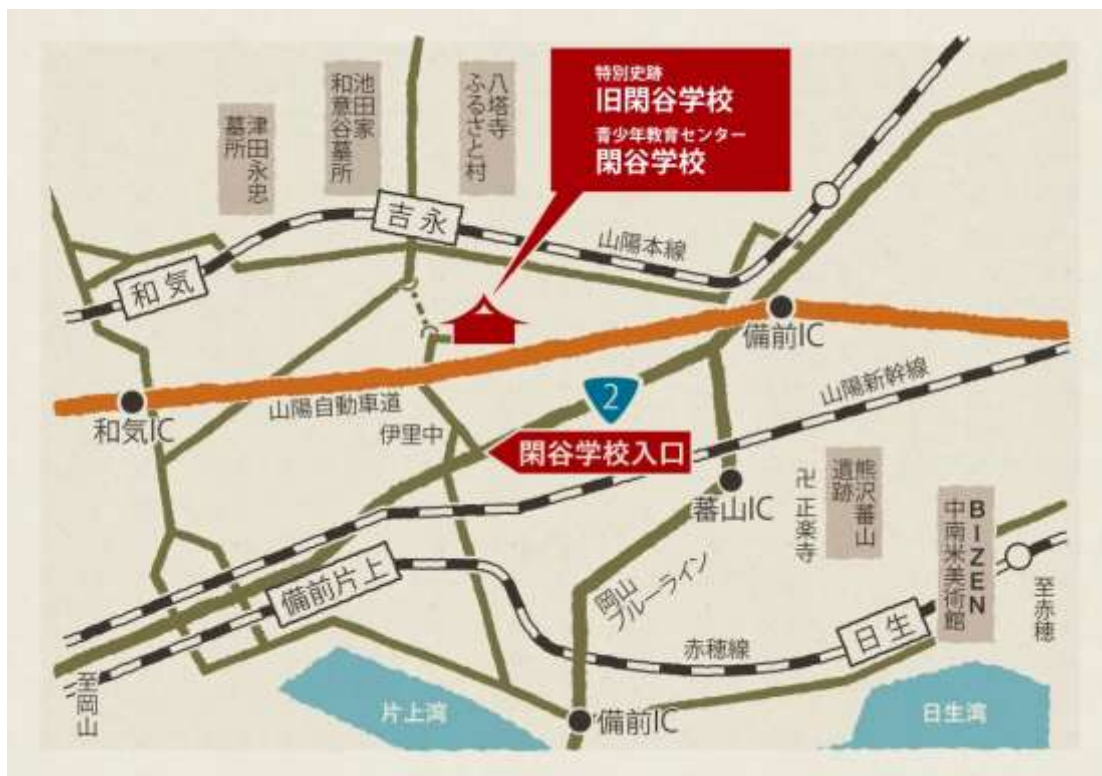 特別史跡
旧閑谷学校
青少年教育センター
閑谷学校
八塔寺
ふるさと村
池田家
和意谷墓所
津田永忠
墓所
吉永
和気
山陽本線
備前IC
山陽自動車道
和気IC
伊里中
2
閑谷学校入口
山陽新幹線
蕃山IC
卍 正楽寺
熊沢蕃山
遺跡
BIZEN
中南米美術館
備前片上
岡山
ブルーライン
日生
至赤穂
赤穂線
至岡山
片上湾
備前IC
日生湾